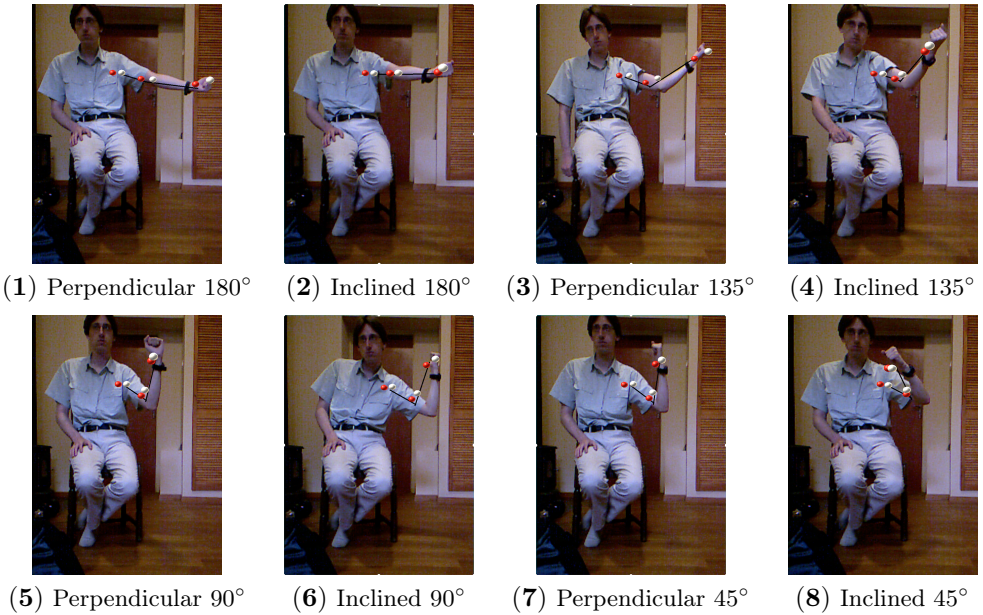 (1) Perpendicular 180°
(2) Inclined 180°
(3) Perpendicular 135°
(4) Inclined 135°
(5) Perpendicular 90°
(6) Inclined 90°
(7) Perpendicular 45°
(8) Inclined 45°